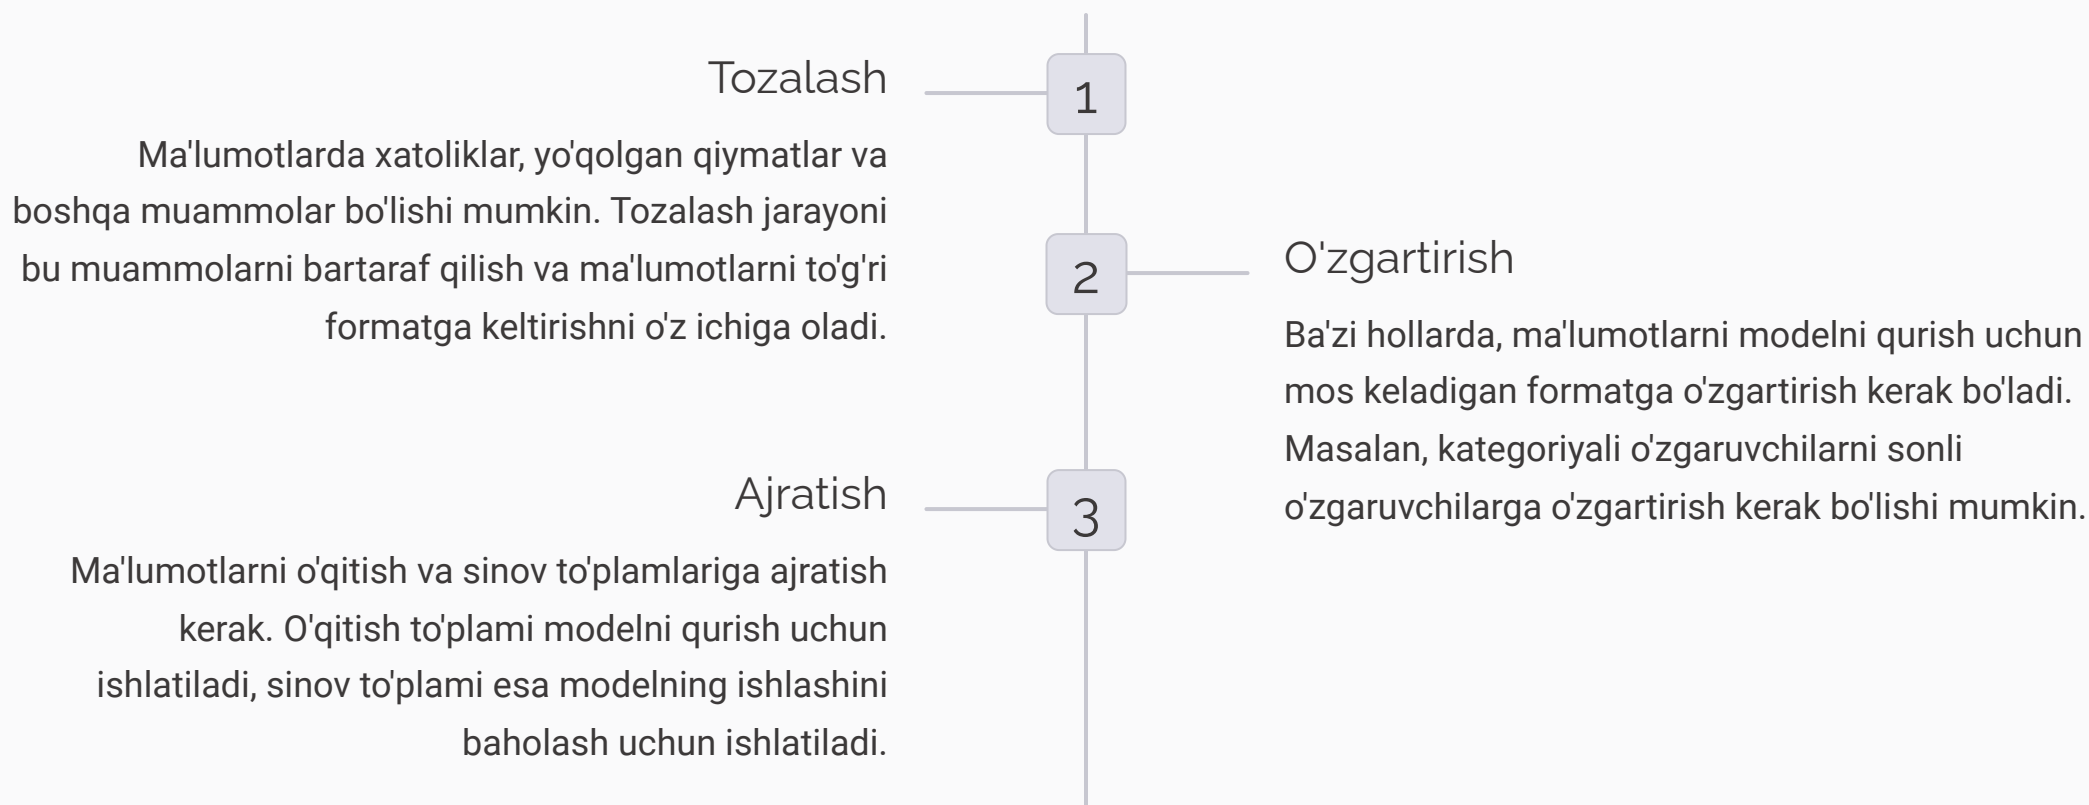 1
Tozalash
Ma'lumotlarda xatoliklar, yo'qolgan qiymatlar va
boshqa muammolar bo'lishi mumkin. Tozalash jarayoni
bu muammolarni bartaraf qilish va ma'lumotlarni to'g'ri
formatga keltirishni o'z ichiga oladi.
2
O'zgartirish
Ba'zi hollarda, ma'lumotlarni modelni qurish uchun
mos keladigan formatga o'zgartirish kerak bo'ladi.
Masalan, kategoriyali o'zgaruvchilarni sonli
o'zgaruvchilarga o'zgartirish kerak bo'lishi mumkin.
3
Ajratish
Ma'lumotlarni o'qitish va sinov to'plamlariga ajratish
kerak. O'qitish to'plami modelni qurish uchun
ishlatiladi, sinov to'plami esa modelning ishlashini
baholash uchun ishlatiladi.